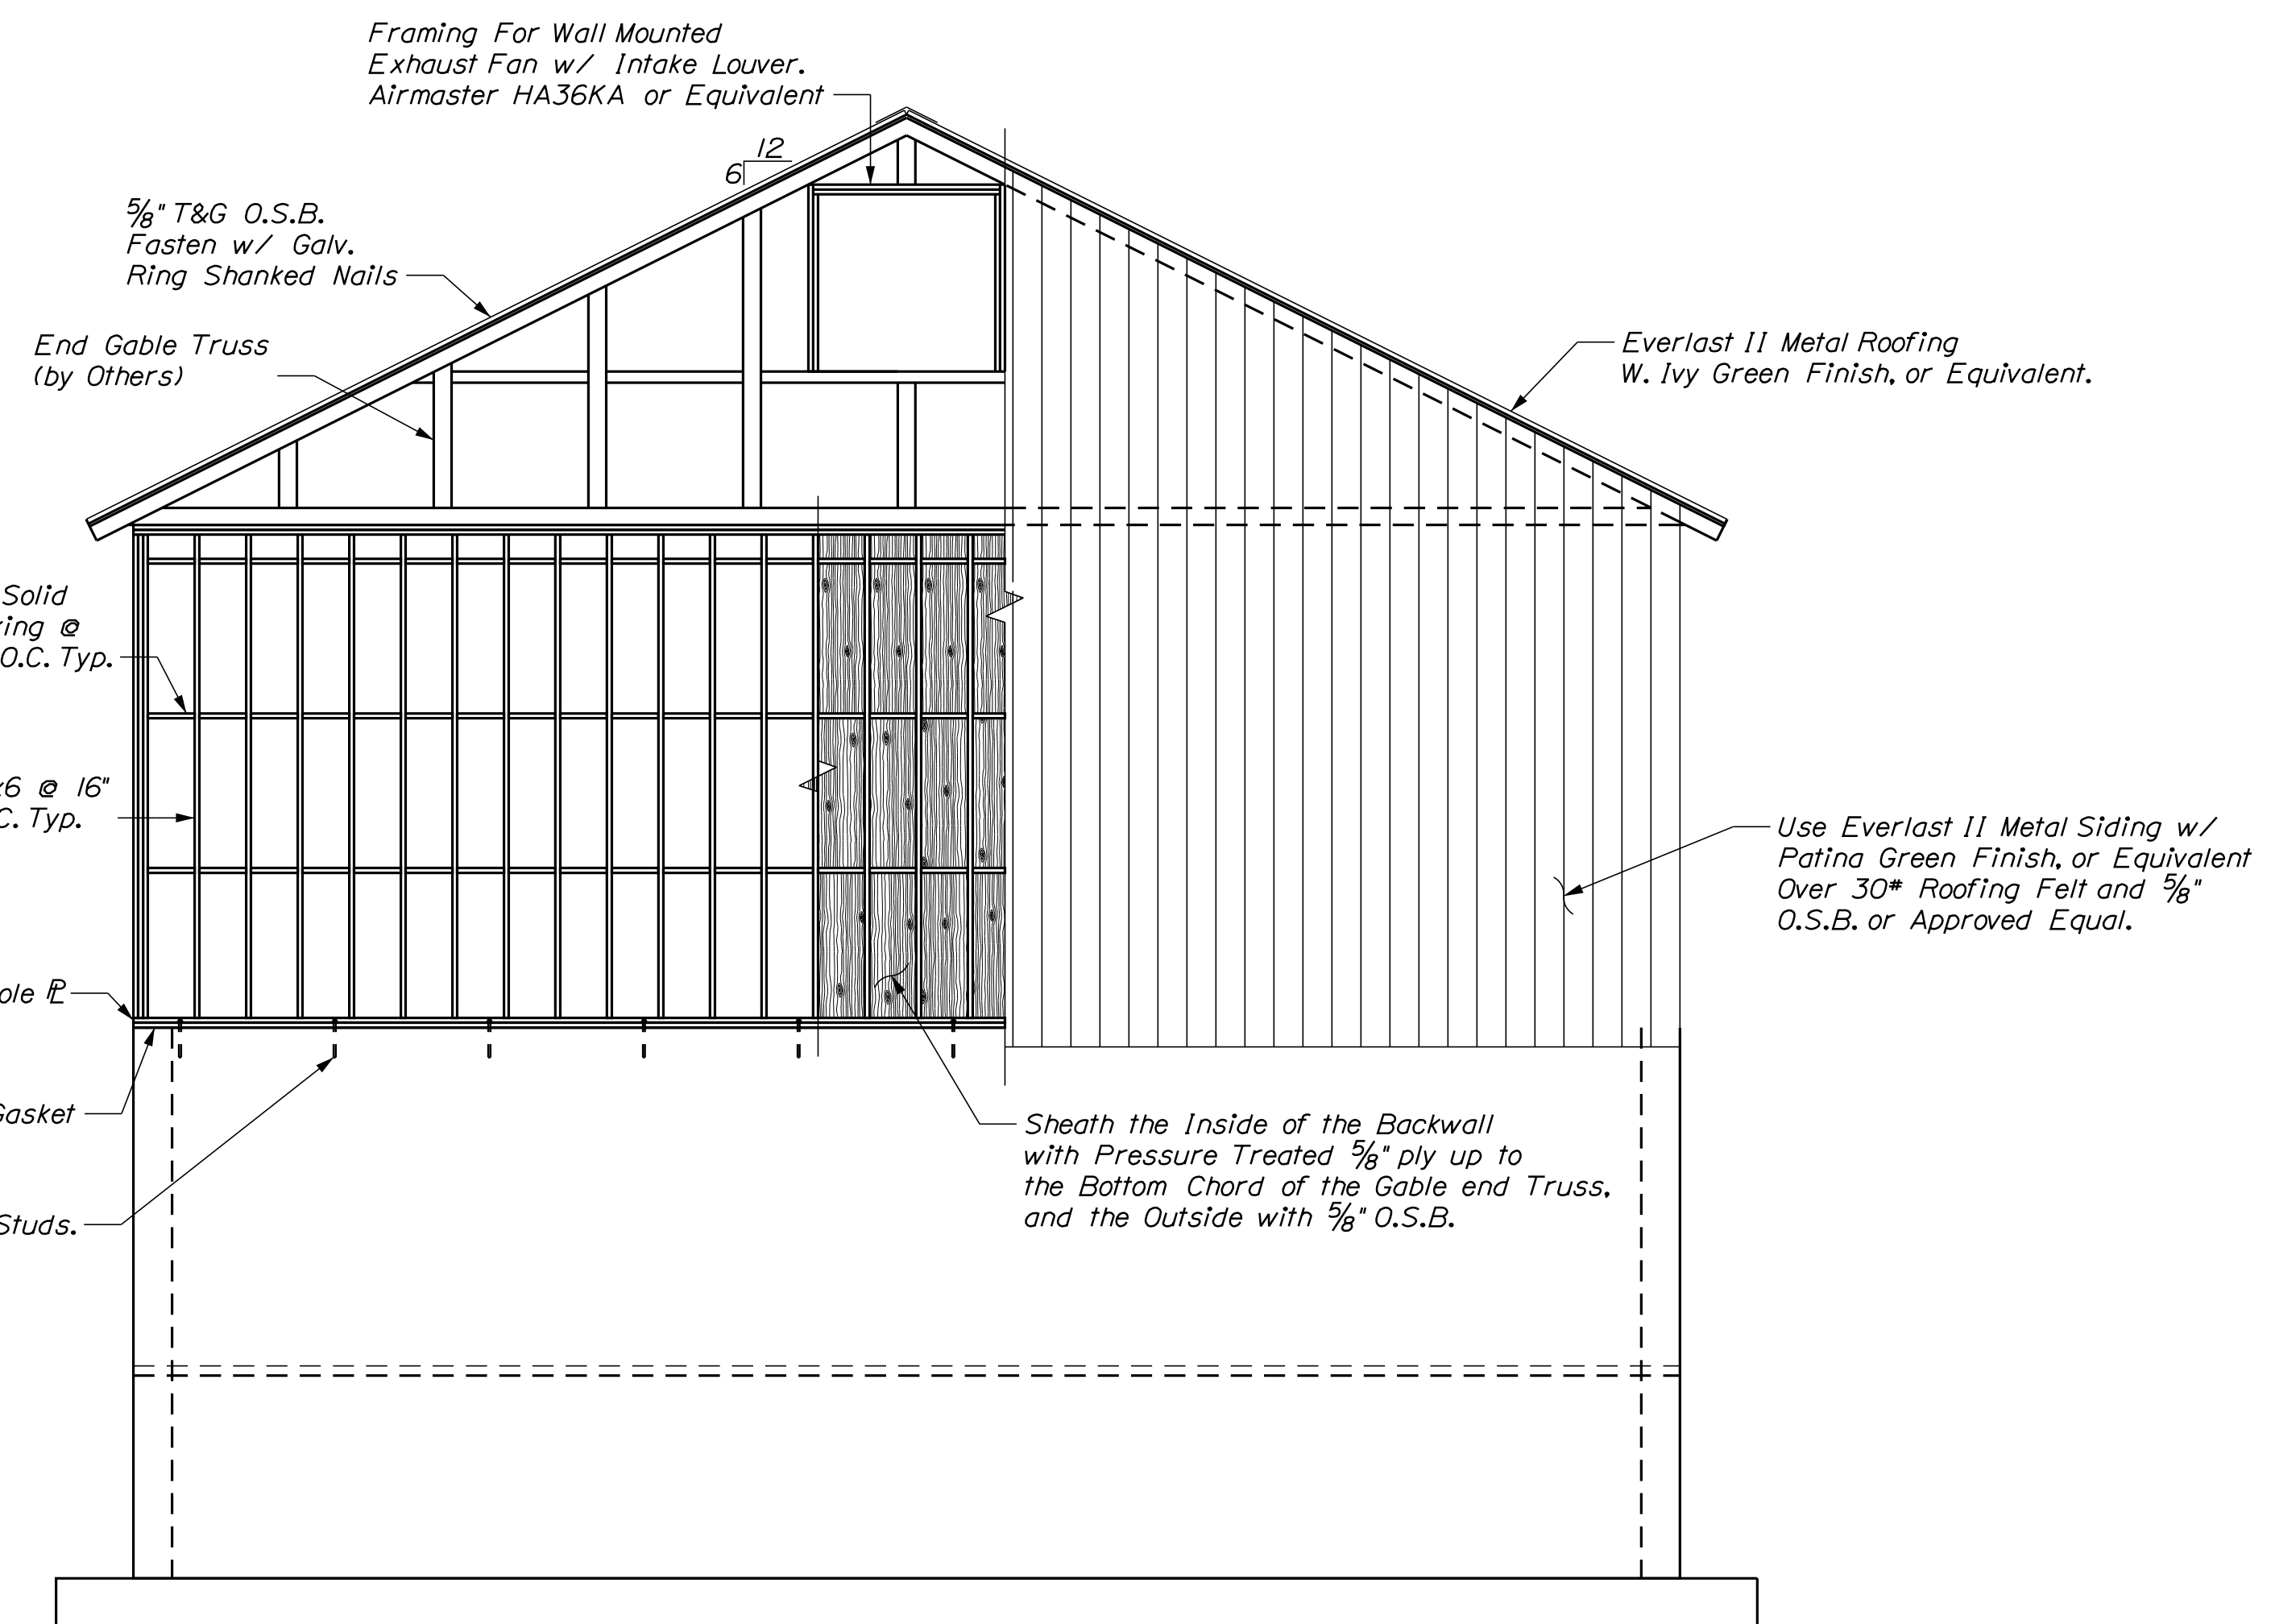 Framing For Wall Mounted
Exhaust Fan w/ Intake Louver.
Airmaster HA36KA or Equivalent
12
6
5/8" T&G O.S.B.
Fasten w/ Galv.
Ring Shanked Nails
End Gable Truss
(by Others)
Everlast II Metal Roofing
W. Ivy Green Finish, or Equivalent.
Solid
@
O.C. Typ.
@ 16"
Typ.
Use Everlast II Metal Siding w/
Patina Green Finish, or Equivalent
Over 30# Roofing Felt and 5/8"
O.S.B. or Approved Equal.
℄
Gasket
Studs.
Sheath the Inside of the Backwall
with Pressure Treated 5/8" ply up to
the Bottom Chord of the Gable end Truss,
and the Outside with 5/8" O.S.B.